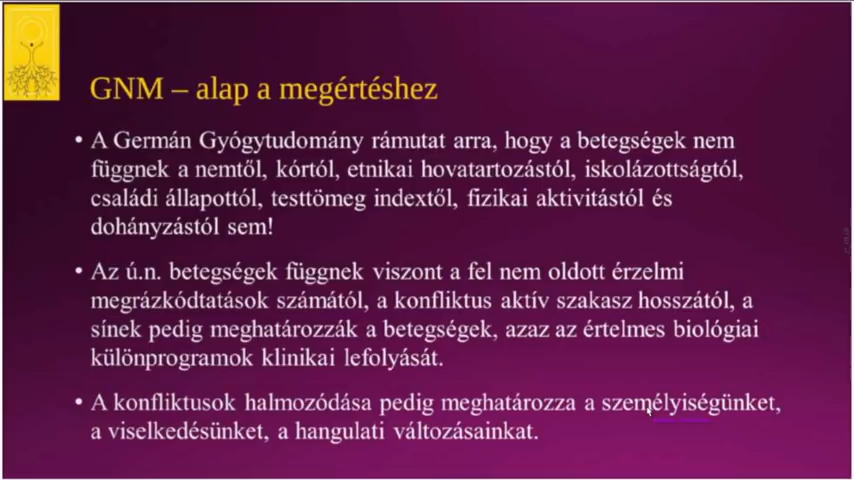 GNM – alap a megértéshez
• A Germán Gyógytudomány rámutat arra, hogy a betegségek nem
függnek a nemtől, kórtól, etnikai hovatartozástól, iskolázottságtól,
családi állapottól, testtömeg indextől, fizikai aktivitástól és
dohányzástól sem!
• Az ú.n. betegségek függnek viszont a fel nem oldott érzelmi
megrázkódtatások számától, a konfliktus aktív szakasz hosszától, a
sínek pedig meghatározzák a betegségek, azaz az értelmes biológiai
különprogramok klinikai lefolyását.
• A konfliktusok halmozódása pedig meghatározza a személyiségünket,
a viselkedésünket, a hangulati változásainkat.